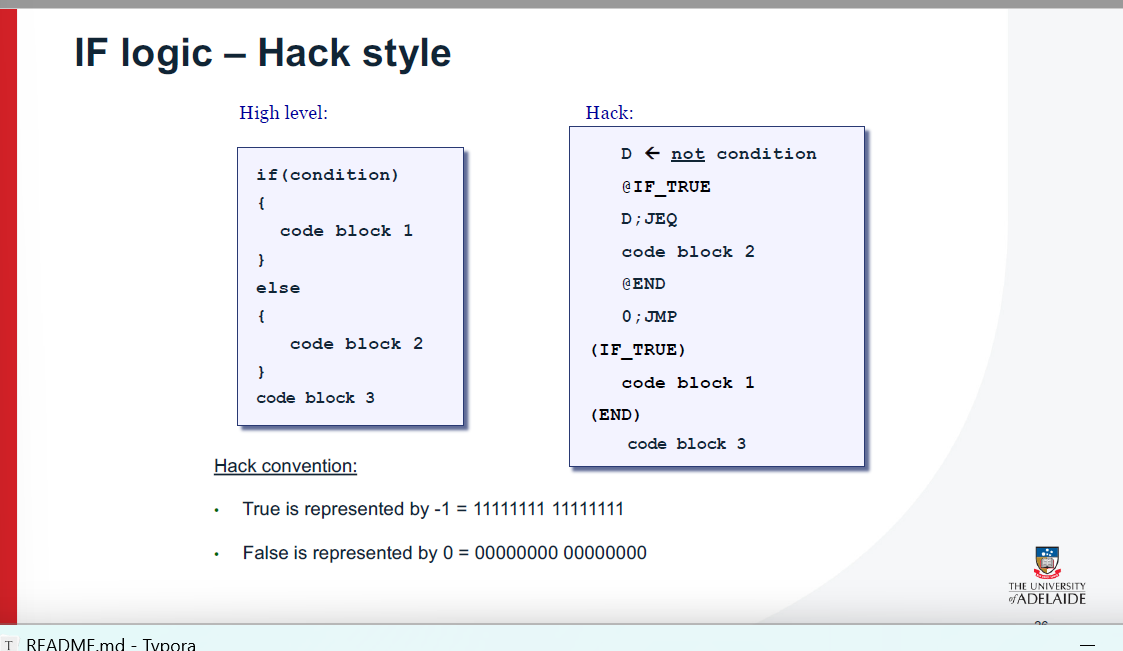 IF logic – Hack style
High level:
if(condition)
{
code block 1
}
else
{
code block 2
}
code block 3
Hack:
D ← not condition
@IF_TRUE
D;JEQ
code block 2
@END
0;JMP
(IF_TRUE)
code block 1
(END)
code block 3
Hack convention:
• True is represented by -1 = 11111111 11111111
• False is represented by 0 = 00000000 00000000
THE UNIVERSITY
of ADELAIDE
T README.md - Typora